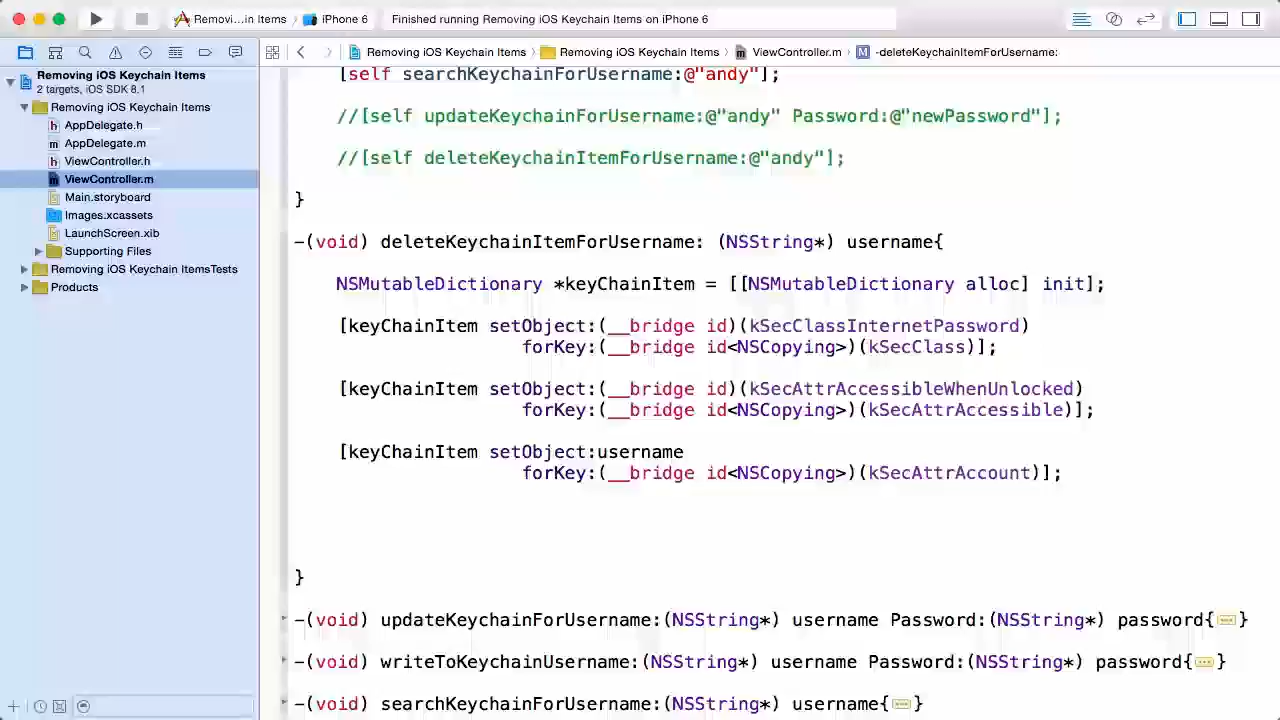 Removi...in Items
iPhone 6
Finished running Removing iOS Keychain Items on iPhone 6
Removing iOS Keychain Items
Removing iOS Keychain Items
ViewController.m
-deleteKeychainItemForUsername:
Removing iOS Keychain Items
2 targets, iOS SDK 8.1
Removing iOS Keychain Items
AppDelegate.h
AppDelegate.m
ViewController.h
ViewController.m
Main.storyboard
Images.xcassets
LaunchScreen.xib
Supporting Files
Removing iOS Keychain ItemsTests
Products
[self searchKeychainForUsername:@"andy"];
//[self updateKeychainForUsername:@"andy" Password:@"newPassword"];
//[self deleteKeychainItemForUsername:@"andy"];
}
-(void) deleteKeychainItemForUsername: (NSString*) username{
NSMutableDictionary *keyChainItem = [[NSMutableDictionary alloc] init];
[keyChainItem setObject:(__bridge id)(kSecClassInternetPassword)
forKey:(__bridge id<NSCopying>)(kSecClass)];
[keyChainItem setObject:(__bridge id)(kSecAttrAccessibleWhenUnlocked)
forKey:(__bridge id<NSCopying>)(kSecAttrAccessible)];
[keyChainItem setObject:username
forKey:(__bridge id<NSCopying>)(kSecAttrAccount)];
}
-(void) updateKeychainForUsername:(NSString*) username Password:(NSString*) password{...}
-(void) writeToKeychainUsername:(NSString*) username Password:(NSString*) password{...}
-(void) searchKeychainForUsername:(NSString*) username{...}